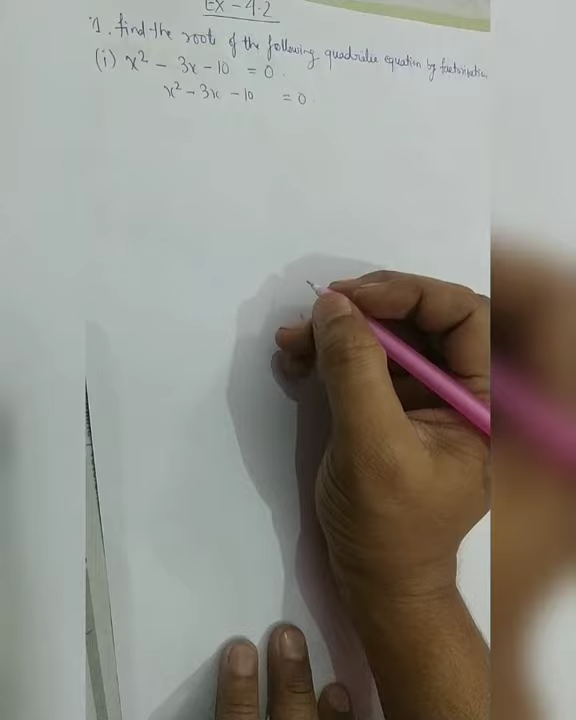 EX - 4.2
1. find the roots of the following quadratic equation by factorisation
(i) x² - 3x - 10 = 0.
x² - 3x - 10 = 0.